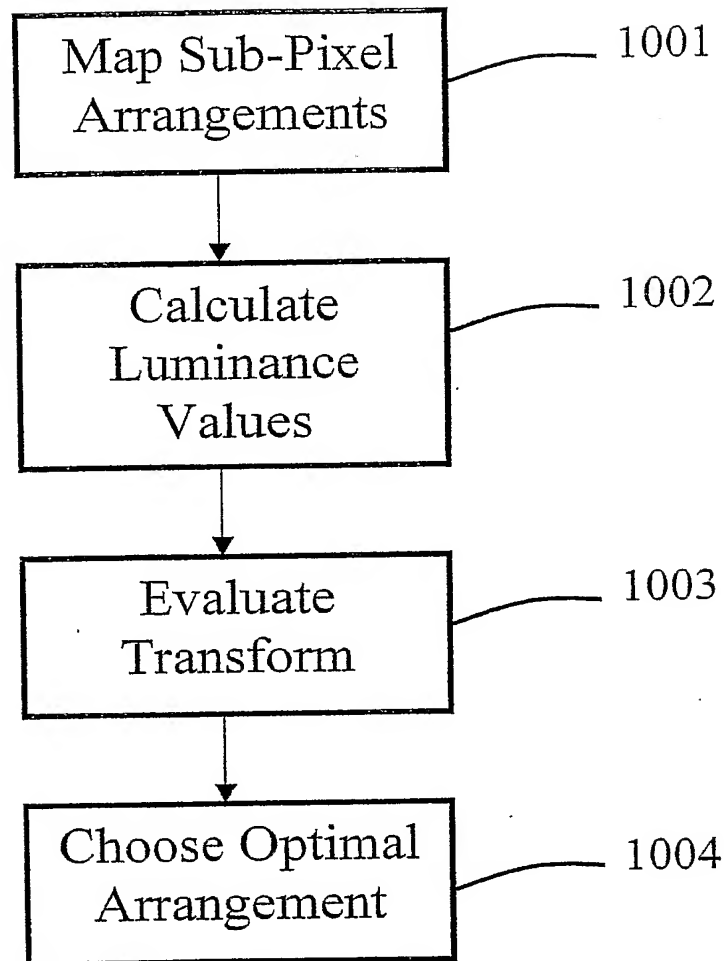 Map Sub-Pixel
Arrangements
1001
Calculate
Luminance
Values
1002
Evaluate
Transform
1003
Choose Optimal
Arrangement
1004